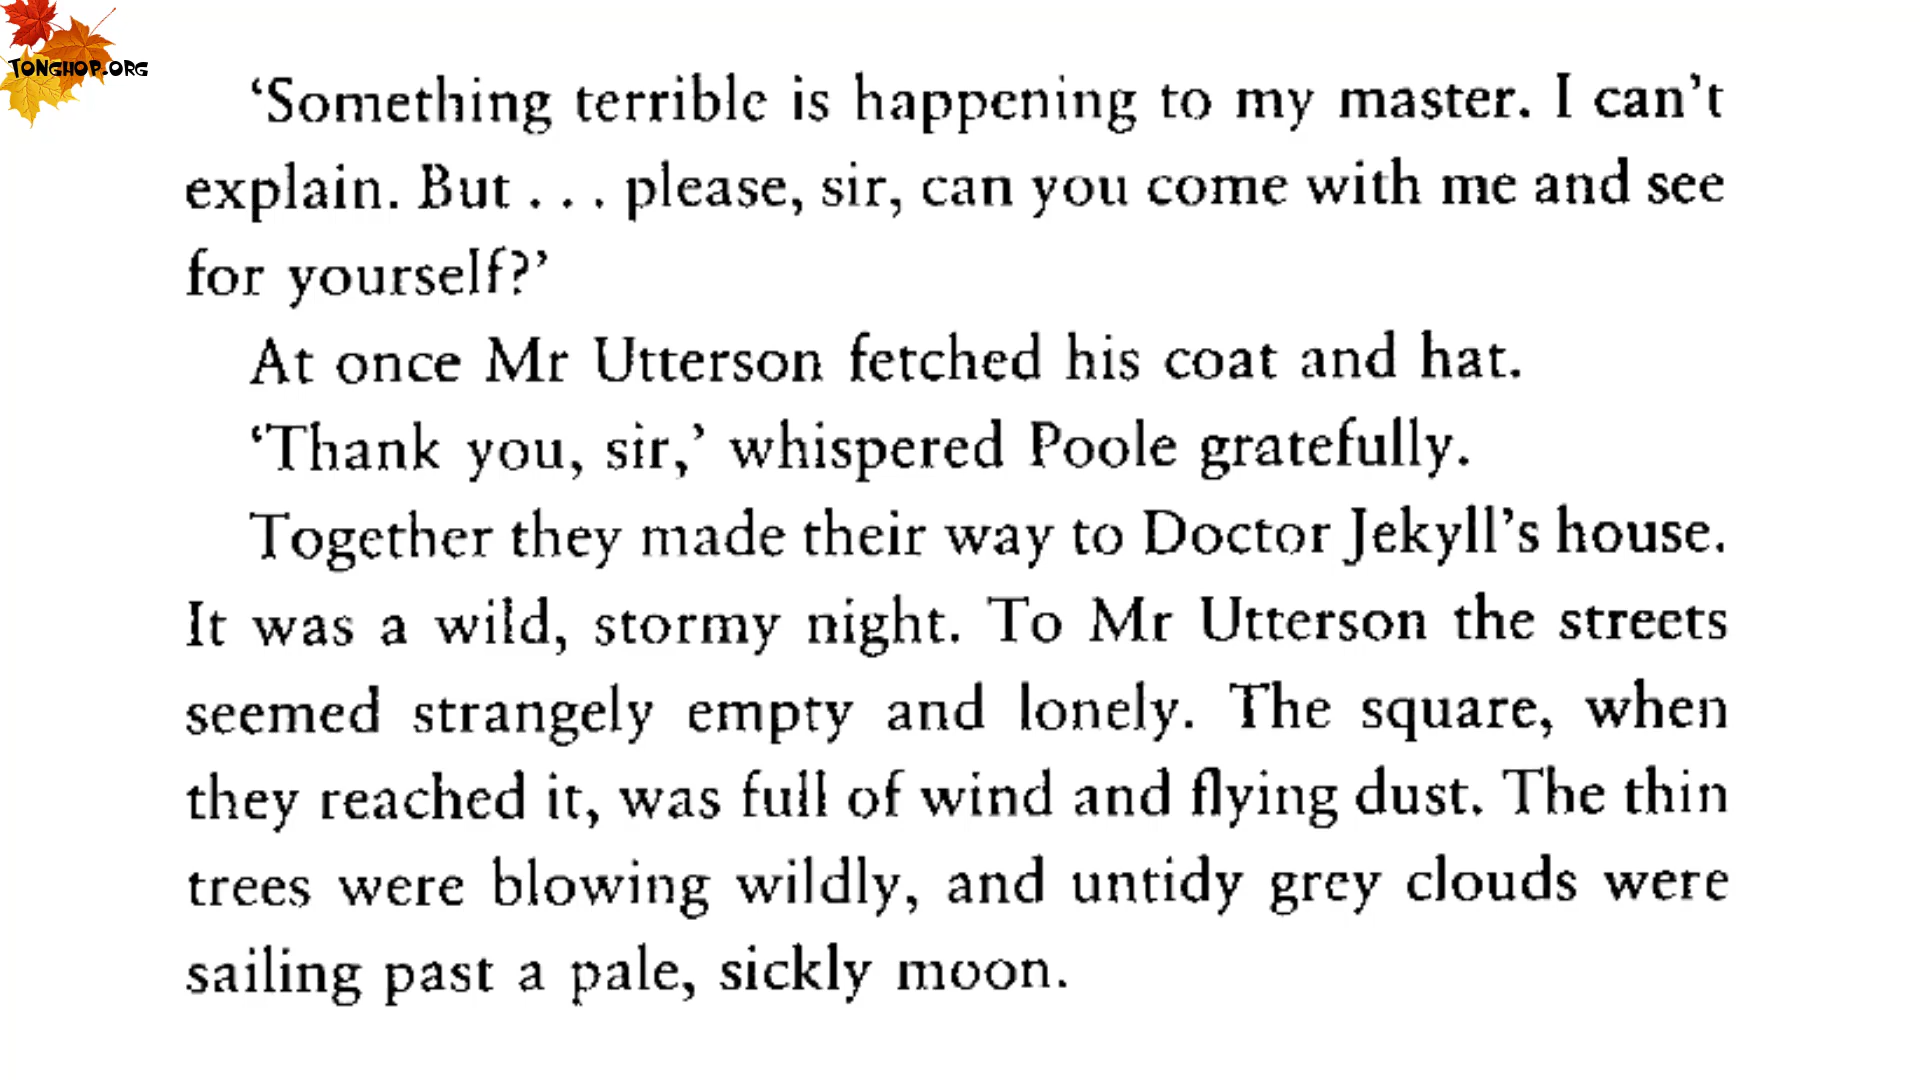 TONGHOP.ORG
‘Something terrible is happening to my master. I can’t
explain. But . . . please, sir, can you come with me and see
for yourself?’
At once Mr Utterson fetched his coat and hat.
‘Thank you, sir,’ whispered Poole gratefully.
Together they made their way to Doctor Jekyll’s house.
It was a wild, stormy night. To Mr Utterson the streets
seemed strangely empty and lonely. The square, when
they reached it, was full of wind and flying dust. The thin
trees were blowing wildly, and untidy grey clouds were
sailing past a pale, sickly moon.